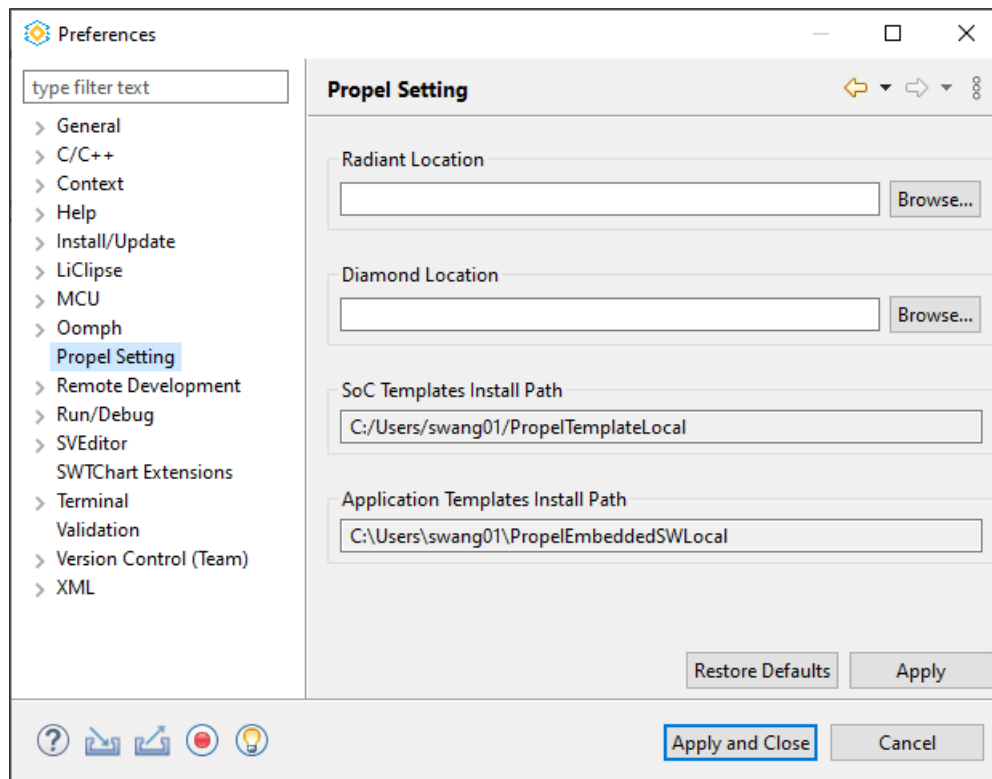 Preferences
type filter text
General
C/C++
Context
Help
Install/Update
LiClipse
MCU
Oomph
Propel Setting
Remote Development
Run/Debug
SVEditor
SWTChart Extensions
Terminal
Validation
Version Control (Team)
XML
Propel Setting
Radiant Location
Browse...
Diamond Location
Browse...
SoC Templates Install Path
C:/Users/swang01/PropelTemplateLocal
Application Templates Install Path
C:\Users\swang01\PropelEmbeddedSWLocal
Restore Defaults
Apply
Apply and Close
Cancel